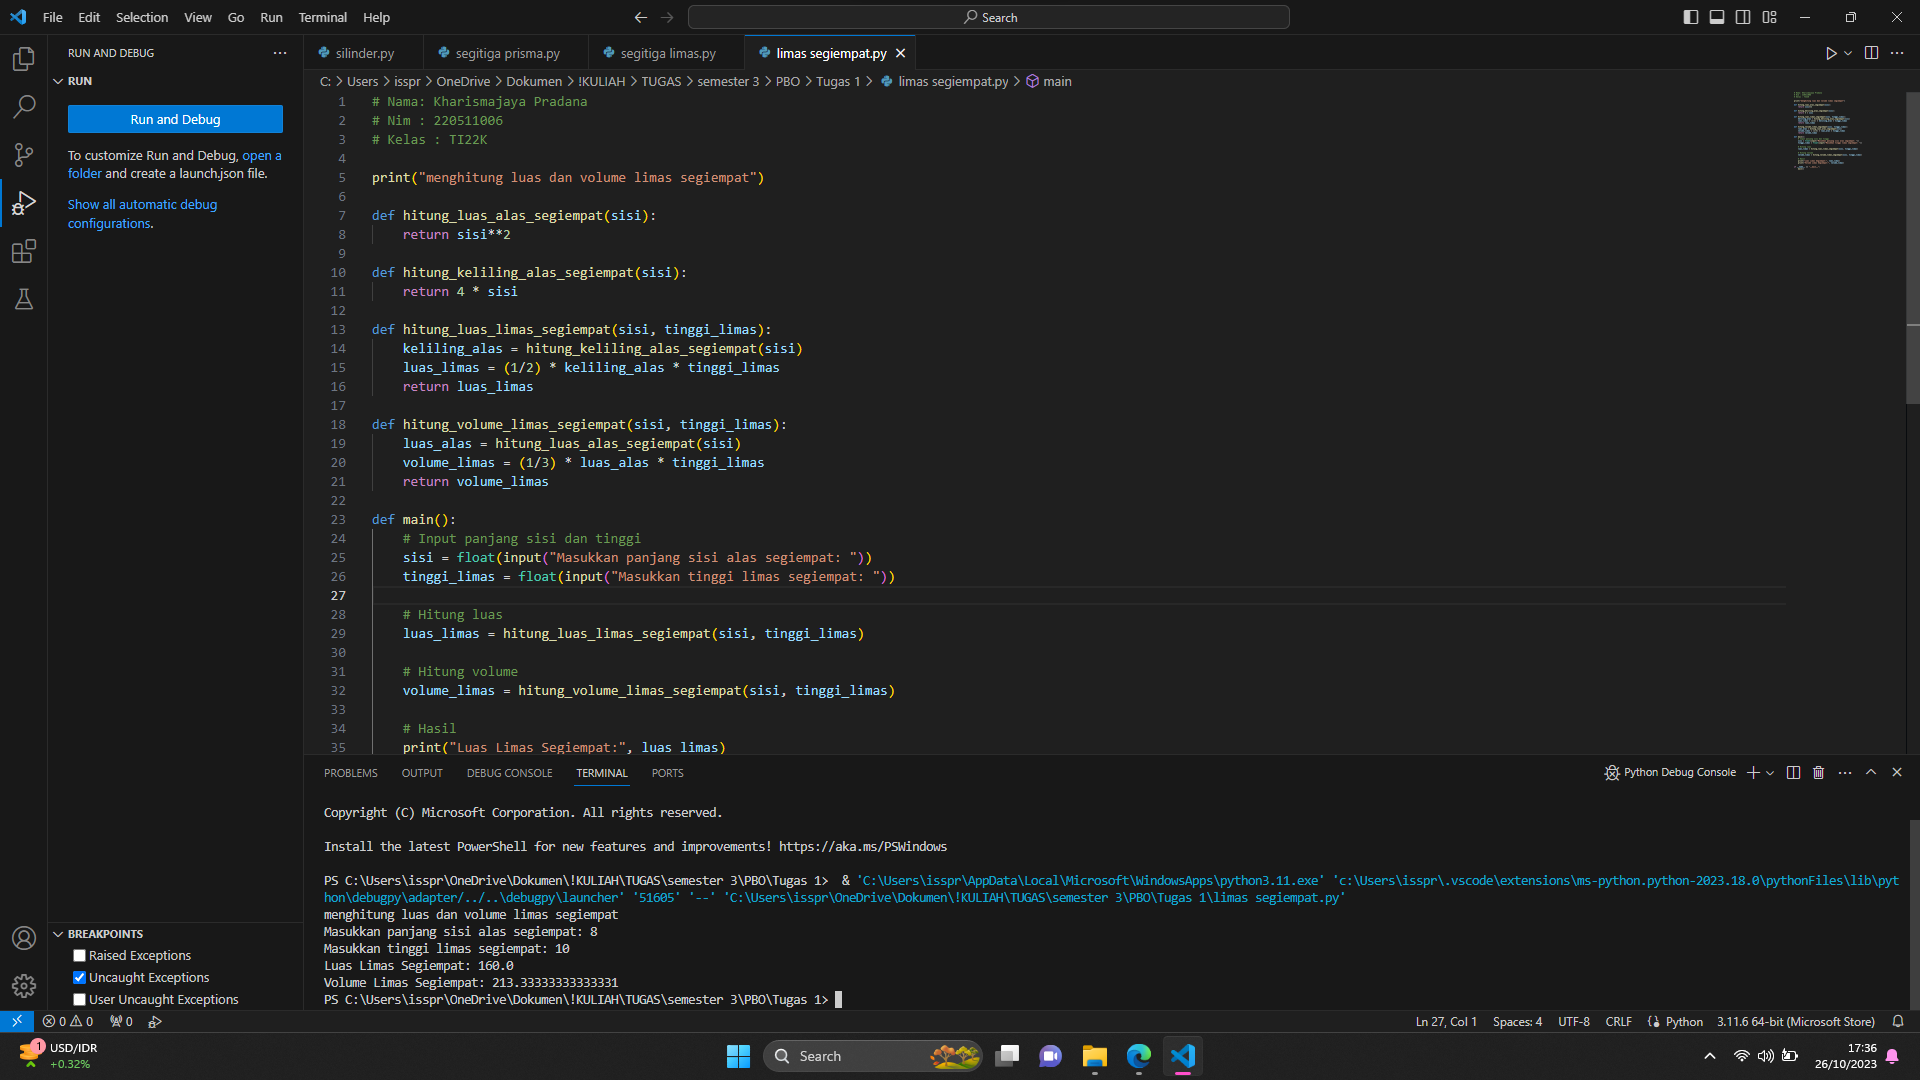 File Edit Selection View Go Run Terminal Help
Search
RUN AND DEBUG
RUN
Run and Debug
To customize Run and Debug, open a
folder and create a launch.json file.
Show all automatic debug
configurations.
silinder.py segitiga prisma.py segitiga limas.py limas segiempat.py
C: > Users > isspr > OneDrive > Dokumen > !KULIAH > TUGAS > semester 3 > PBO > Tugas 1 > limas segiempat.py > main
1 # Nama: Kharismajaya Pradana
2 # Nim : 220511006
3 # Kelas : TI22K
4
5 print("menghitung luas dan volume limas segiempat")
6
7 def hitung_luas_alas_segiempat(sisi):
8     return sisi**2
9
10 def hitung_keliling_alas_segiempat(sisi):
11     return 4 * sisi
12
13 def hitung_luas_limas_segiempat(sisi, tinggi_limas):
14     keliling_alas = hitung_keliling_alas_segiempat(sisi)
15     luas_limas = (1/2) * keliling_alas * tinggi_limas
16     return luas_limas
17
18 def hitung_volume_limas_segiempat(sisi, tinggi_limas):
19     luas_alas = hitung_luas_alas_segiempat(sisi)
20     volume_limas = (1/3) * luas_alas * tinggi_limas
21     return volume_limas
22
23 def main():
24     # Input panjang sisi dan tinggi
25     sisi = float(input("Masukkan panjang sisi alas segiempat: "))
26     tinggi_limas = float(input("Masukkan tinggi limas segiempat: "))
27
28     # Hitung luas
29     luas_limas = hitung_luas_limas_segiempat(sisi, tinggi_limas)
30
31     # Hitung volume
32     volume_limas = hitung_volume_limas_segiempat(sisi, tinggi_limas)
33
34     # Hasil
35     print("Luas Limas Segiempat:", luas_limas)
PROBLEMS OUTPUT DEBUG CONSOLE TERMINAL PORTS
Python Debug Console
Copyright (C) Microsoft Corporation. All rights reserved.
Install the latest PowerShell for new features and improvements! https://aka.ms/PSWindows
PS C:\Users\isspr\OneDrive\Dokumen\!KULIAH\TUGAS\semester 3\PBO\Tugas 1>  & 'C:\Users\isspr\AppData\Local\Microsoft\WindowsApps\python3.11.exe' 'c:\Users\isspr\.vscode\extensions\ms-python.python-2023.18.0\pythonFiles\lib\pyt
hon\debugpy\adapter/../..\debugpy\launcher' '51605' '--' 'C:\Users\isspr\OneDrive\Dokumen\!KULIAH\TUGAS\semester 3\PBO\Tugas 1\limas segiempat.py'
menghitung luas dan volume limas segiempat
Masukkan panjang sisi alas segiempat: 8
Masukkan tinggi limas segiempat: 10
Luas Limas Segiempat: 160.0
Volume Limas Segiempat: 213.33333333333331
PS C:\Users\isspr\OneDrive\Dokumen\!KULIAH\TUGAS\semester 3\PBO\Tugas 1>
BREAKPOINTS
Raised Exceptions
Uncaught Exceptions
User Uncaught Exceptions
0 0 0
Ln 27, Col 1 Spaces: 4 UTF-8 CRLF Python 3.11.6 64-bit (Microsoft Store)
1
USD/IDR
+0.32%
Search
17:36
26/10/2023